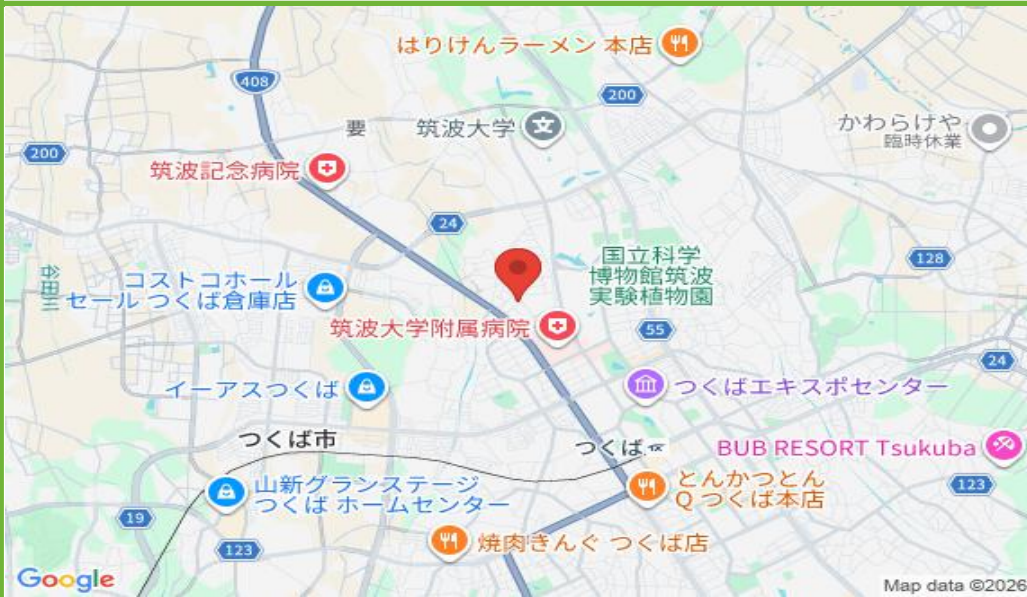 はりけんラーメン 本店
408
200
要
筑波大学
かわらけや
臨時休業
200
筑波記念病院
24
谷田川
国立科学
博物館筑波
実験植物園
128
コストコホール
セール つくば倉庫店
筑波大学附属病院
55
24
イーアスつくば
つくばエキスポセンター
つくば市
つくば
BUB RESORT Tsukuba
山新グランステージ
つくば ホームセンター
とんかつとん
Q つくば本店
123
19
123
焼肉きんぐ つくば店
Google
Map data ©2026